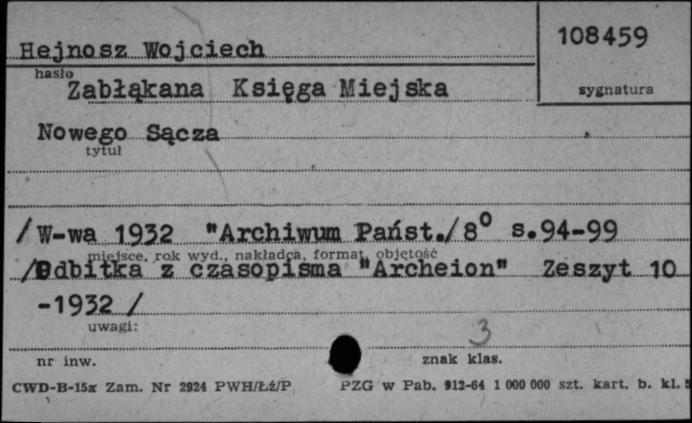 108459
Hejnosz Wojciech
hasło
sygnatura
Zabłąkana Księga Miejska
Nowego Sącza
tytuł
/W-wa 1932 "Archiwum Państ./8⁰ s.94-99
miejsce, rok wyd., nakładca, format, objętość
/Odbitka z czasopisma "Archeion" Zeszyt 10
-1932 /
uwagi:
3
nr inw.
znak klas.
CWD-B-15a Zam. Nr 2924 PWH/Łź/P PZG w Pab. 912-64 1 000 000 szt. kart. b. kl. 5